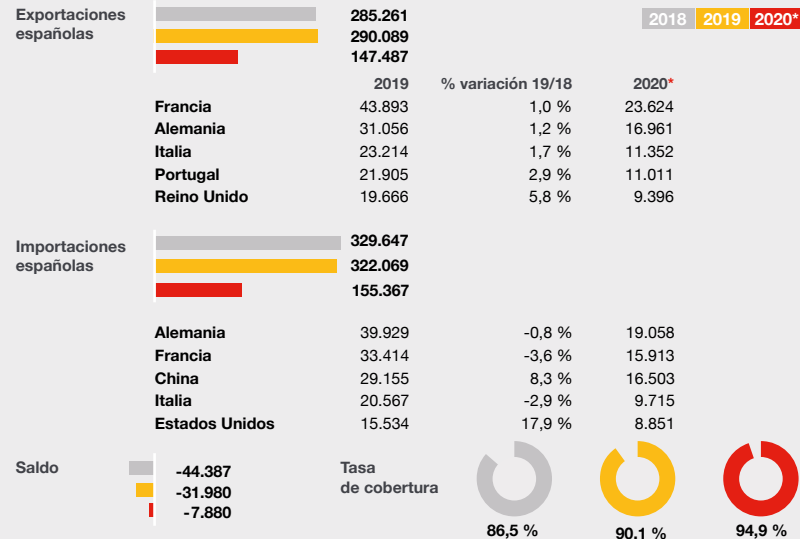 Exportaciones
españolas
285.261
290.089
147.487
2018 2019 2020*
2019 % variación 19/18 2020*
Francia 43.893 1,0 % 23.624
Alemania 31.056 1,2 % 16.961
Italia 23.214 1,7 % 11.352
Portugal 21.905 2,9 % 11.011
Reino Unido 19.666 5,8 % 9.396
Importaciones
españolas
329.647
322.069
155.367
Alemania 39.929 -0,8 % 19.058
Francia 33.414 -3,6 % 15.913
China 29.155 8,3 % 16.503
Italia 20.567 -2,9 % 9.715
Estados Unidos 15.534 17,9 % 8.851
Saldo
-44.387
-31.980
-7.880
Tasa
de cobertura
86,5 % 90,1 % 94,9 %